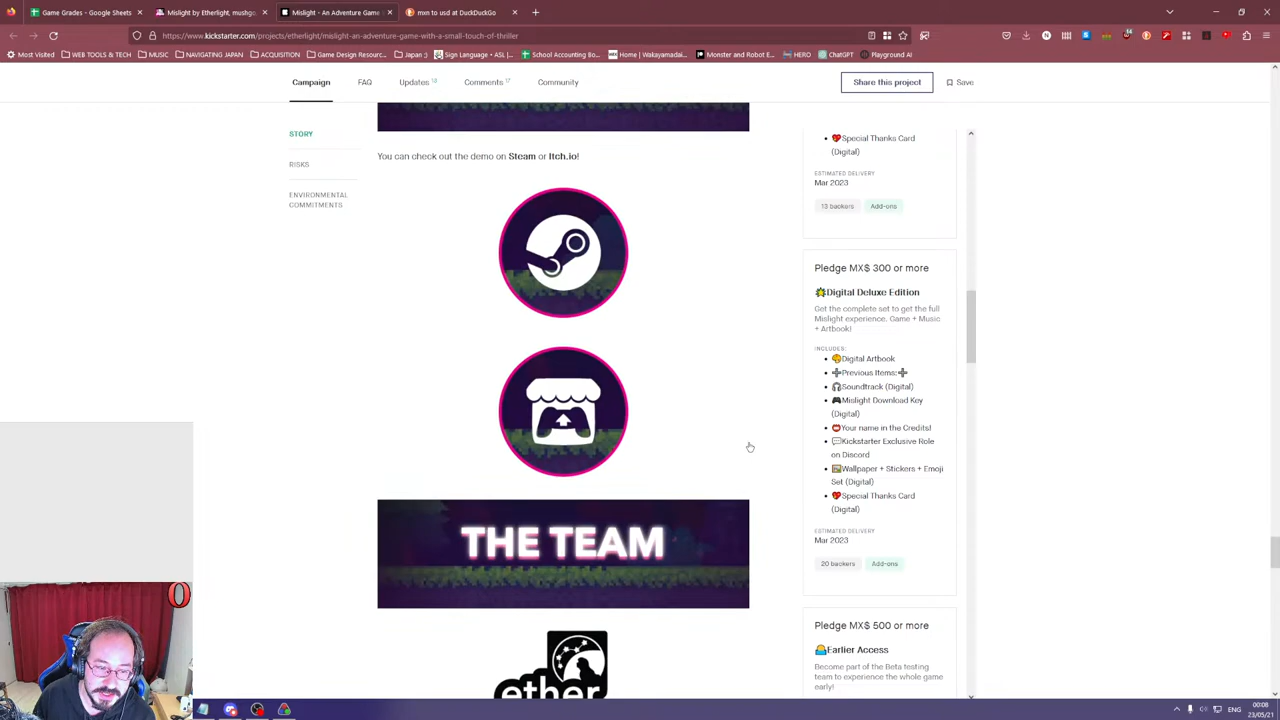 Game Grades - Google Sheets
Mislight by Etherlight, mushgo
Mislight - An Adventure Game
mxn to usd at DuckDuckGo
https://www.kickstarter.com/projects/etherlight/mislight-an-adventure-game-with-a-small-touch-of-thriller
Most Visited
WEB TOOLS & TECH
MUSIC
NAVIGATING JAPAN
ACQUISITION
Game Design Resourc...
Japan :)
Sign Language • ASL |...
School Accounting Bo...
Home | Wakayamadai...
Monster and Robot E...
HERO
ChatGPT
Playground AI
Campaign
FAQ
Updates
Comments 17
Community
Share this project
Save
STORY
RISKS
ENVIRONMENTAL
COMMITMENTS
You can check out the demo on Steam or Itch.io!
THE TEAM
ether
Special Thanks Card
(Digital)
ESTIMATED DELIVERY
Mar 2023
13 backers
Add-ons
Pledge MX$ 300 or more
Digital Deluxe Edition
Get the complete set to get the full
Mislight experience. Game + Music
+ Artbook!
INCLUDES:
Digital Artbook
Previous Items:
Soundtrack (Digital)
Mislight Download Key
(Digital)
Your name in the Credits!
Kickstarter Exclusive Role
on Discord
Wallpaper + Stickers + Emoji
Set (Digital)
Special Thanks Card
(Digital)
ESTIMATED DELIVERY
Mar 2023
20 backers
Add-ons
Pledge MX$ 500 or more
Earlier Access
Become part of the Beta testing
team to experience the whole game
early!
ENG
00:08
23/05/21